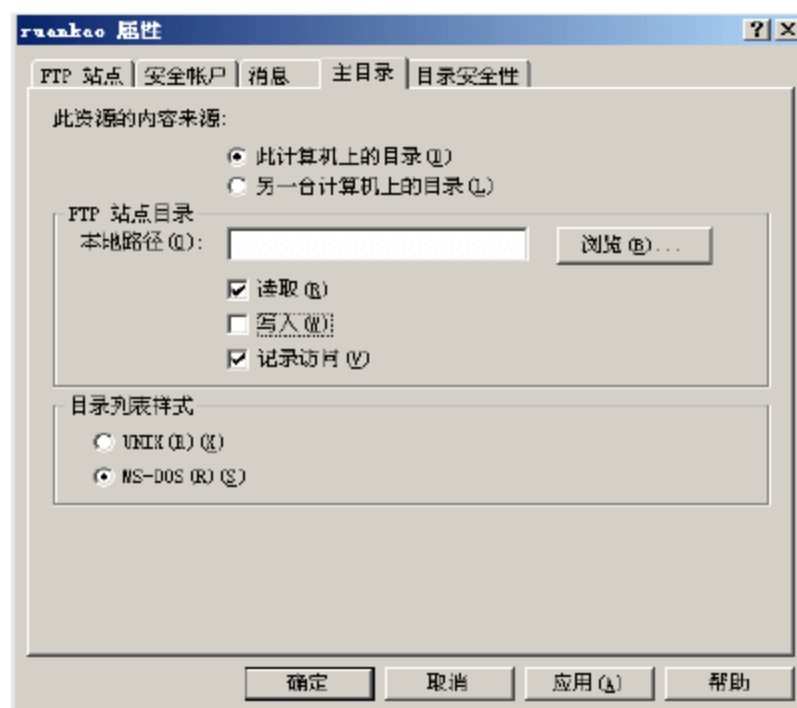 ruankao 属性
FTP 站点 安全帐户 消息 主目录 目录安全性
此资源的内容来源:
此计算机上的目录(D)
另一台计算机上的目录(L)
FTP 站点目录
本地路径(O): 浏览(B)...
读取(R)
写入(W)
记录访问(V)
目录列表样式
UNIX(R)(X)
MS-DOS(R)(S)
确定 取消 应用(A) 帮助